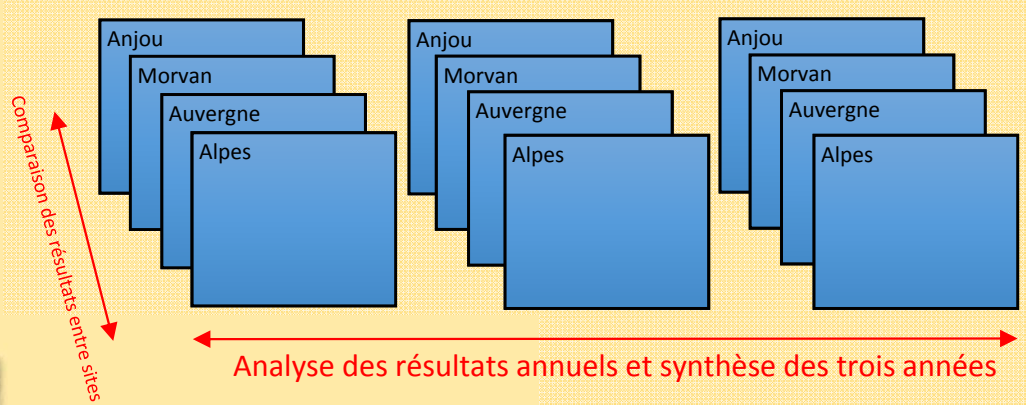 Anjou
Morvan
Auvergne
Alpes
Anjou
Morvan
Auvergne
Alpes
Anjou
Morvan
Auvergne
Alpes
Comparaison des résultats entre sites
Analyse des résultats annuels et synthèse des trois années